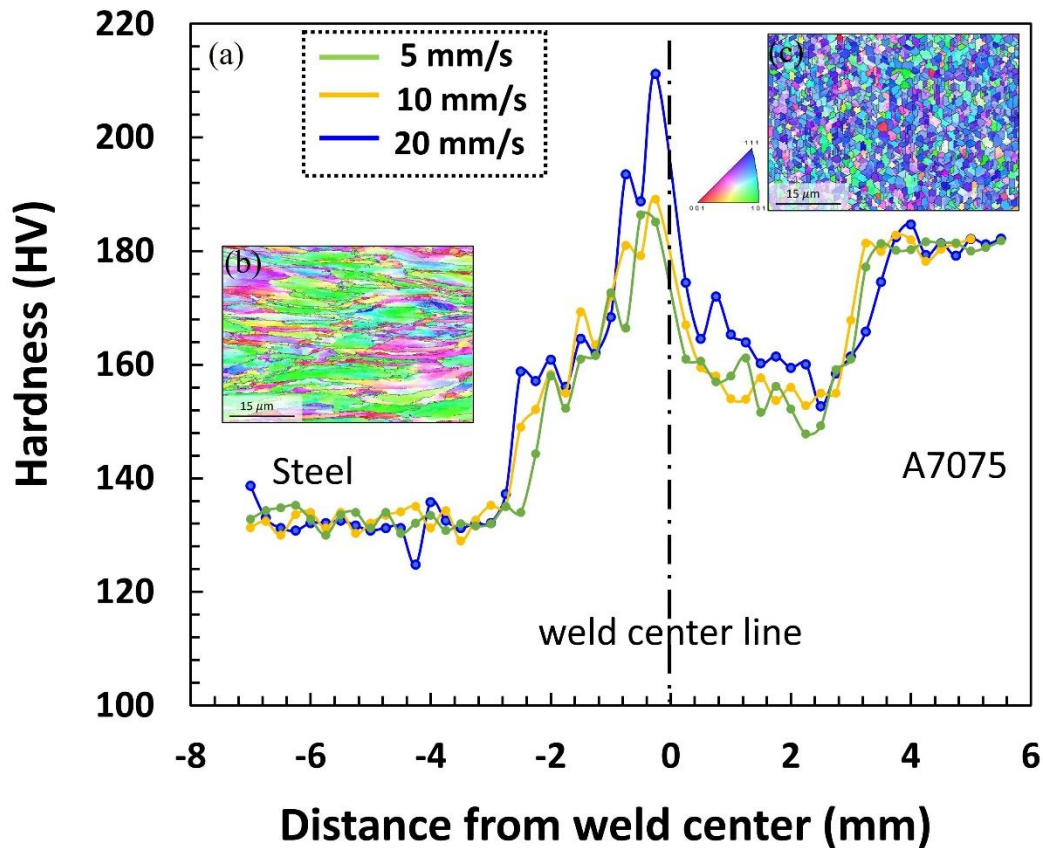 (a)
5 mm/s
10 mm/s
20 mm/s
(c)
111
001
101
15 μm
(b)
15 μm
Steel
A7075
weld center line
Hardness (HV)
220
200
180
160
140
120
100
-8
-6
-4
-2
0
2
4
6
Distance from weld center (mm)